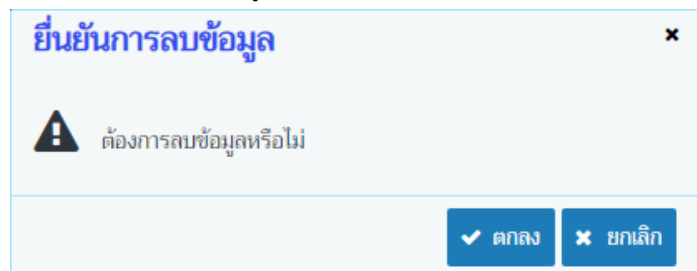 ยื่นยันการลบข้อมูล
ต้องการลบข้อมูลหรือไม่
ตกลง ยกเลิก